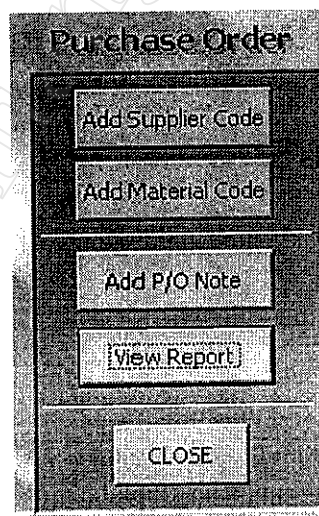 Purchase Order
Add Supplier Code
Add Material Code
Add P/O Note
View Report
CLOSE